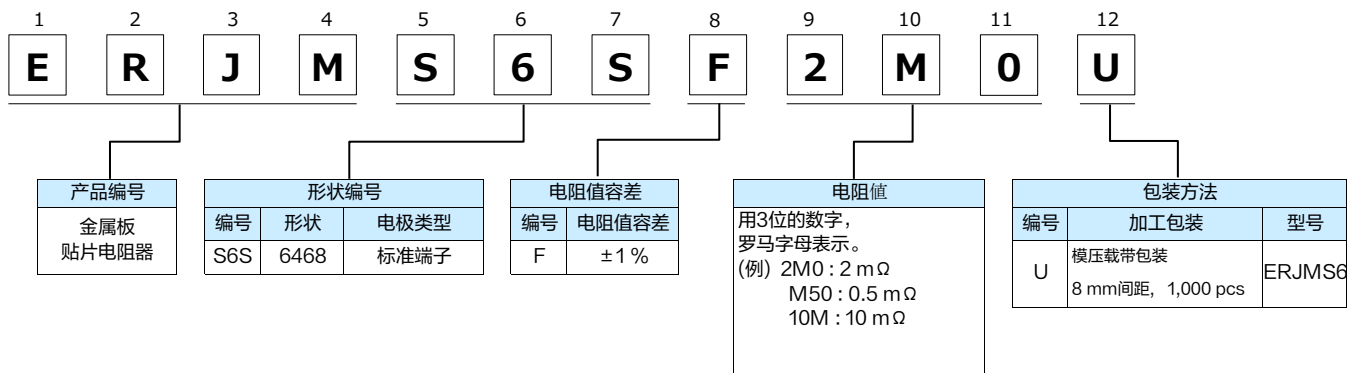 1 2 3 4 5 6 7 8 9 10 11 12
E R J M S 6 S F 2 M 0 U
产品编号
金属板
贴片电阻器
形状编号
编号 形状 电极类型
S6S 6468 标准端子
电阻值容差
编号 电阻值容差
F ±1 %
电阻値
用3位的数字，
罗马字母表示。
(例) 2M0 : 2 mΩ
M50 : 0.5 mΩ
10M : 10 mΩ
包装方法
编号 加工包装 型号
U 模压载带包装 ERJMS6
8 mm间距，1,000 pcs